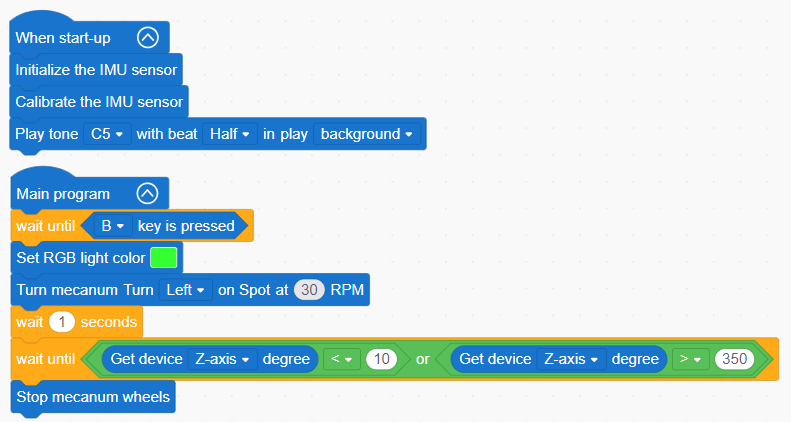 When start-up
Initialize the IMU sensor
Calibrate the IMU sensor
Play tone C5 with beat Half in play background
Main program
wait until B key is pressed
Set RGB light color
Turn mecanum Turn Left on Spot at 30 RPM
wait 1 seconds
wait until Get device Z-axis degree < 10 or Get device Z-axis degree > 350
Stop mecanum wheels